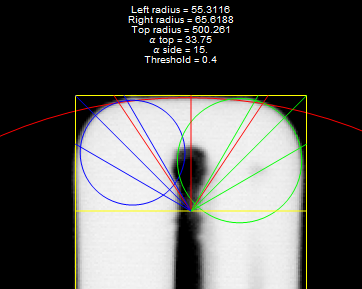 Left radius = 55.3116
Right radius = 65.6188
Top radius = 500.261
α top = 33.75
α side = 15.
Threshold = 0.4